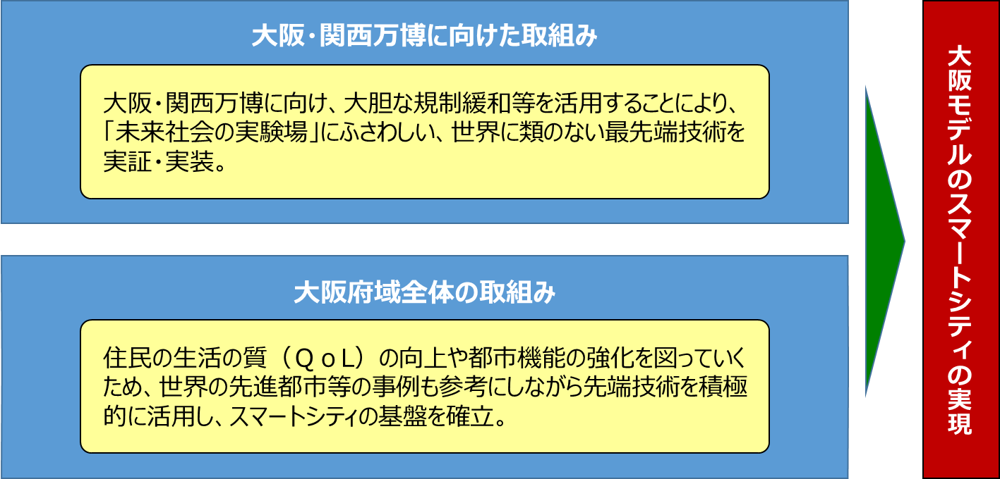 大阪・関西万博に向けた取組み
大阪・関西万博に向け、大胆な規制緩和等を活用することにより、
「未来社会の実験場」にふさわしい、世界に類のない最先端技術を
実証・実装。
大阪府域全体の取組み
住民の生活の質（ＱｏＬ）の向上や都市機能の強化を図っていく
ため、世界の先進都市等の事例も参考にしながら先端技術を積極
的に活用し、スマートシティの基盤を確立。
大阪モデルのスマートシティの実現